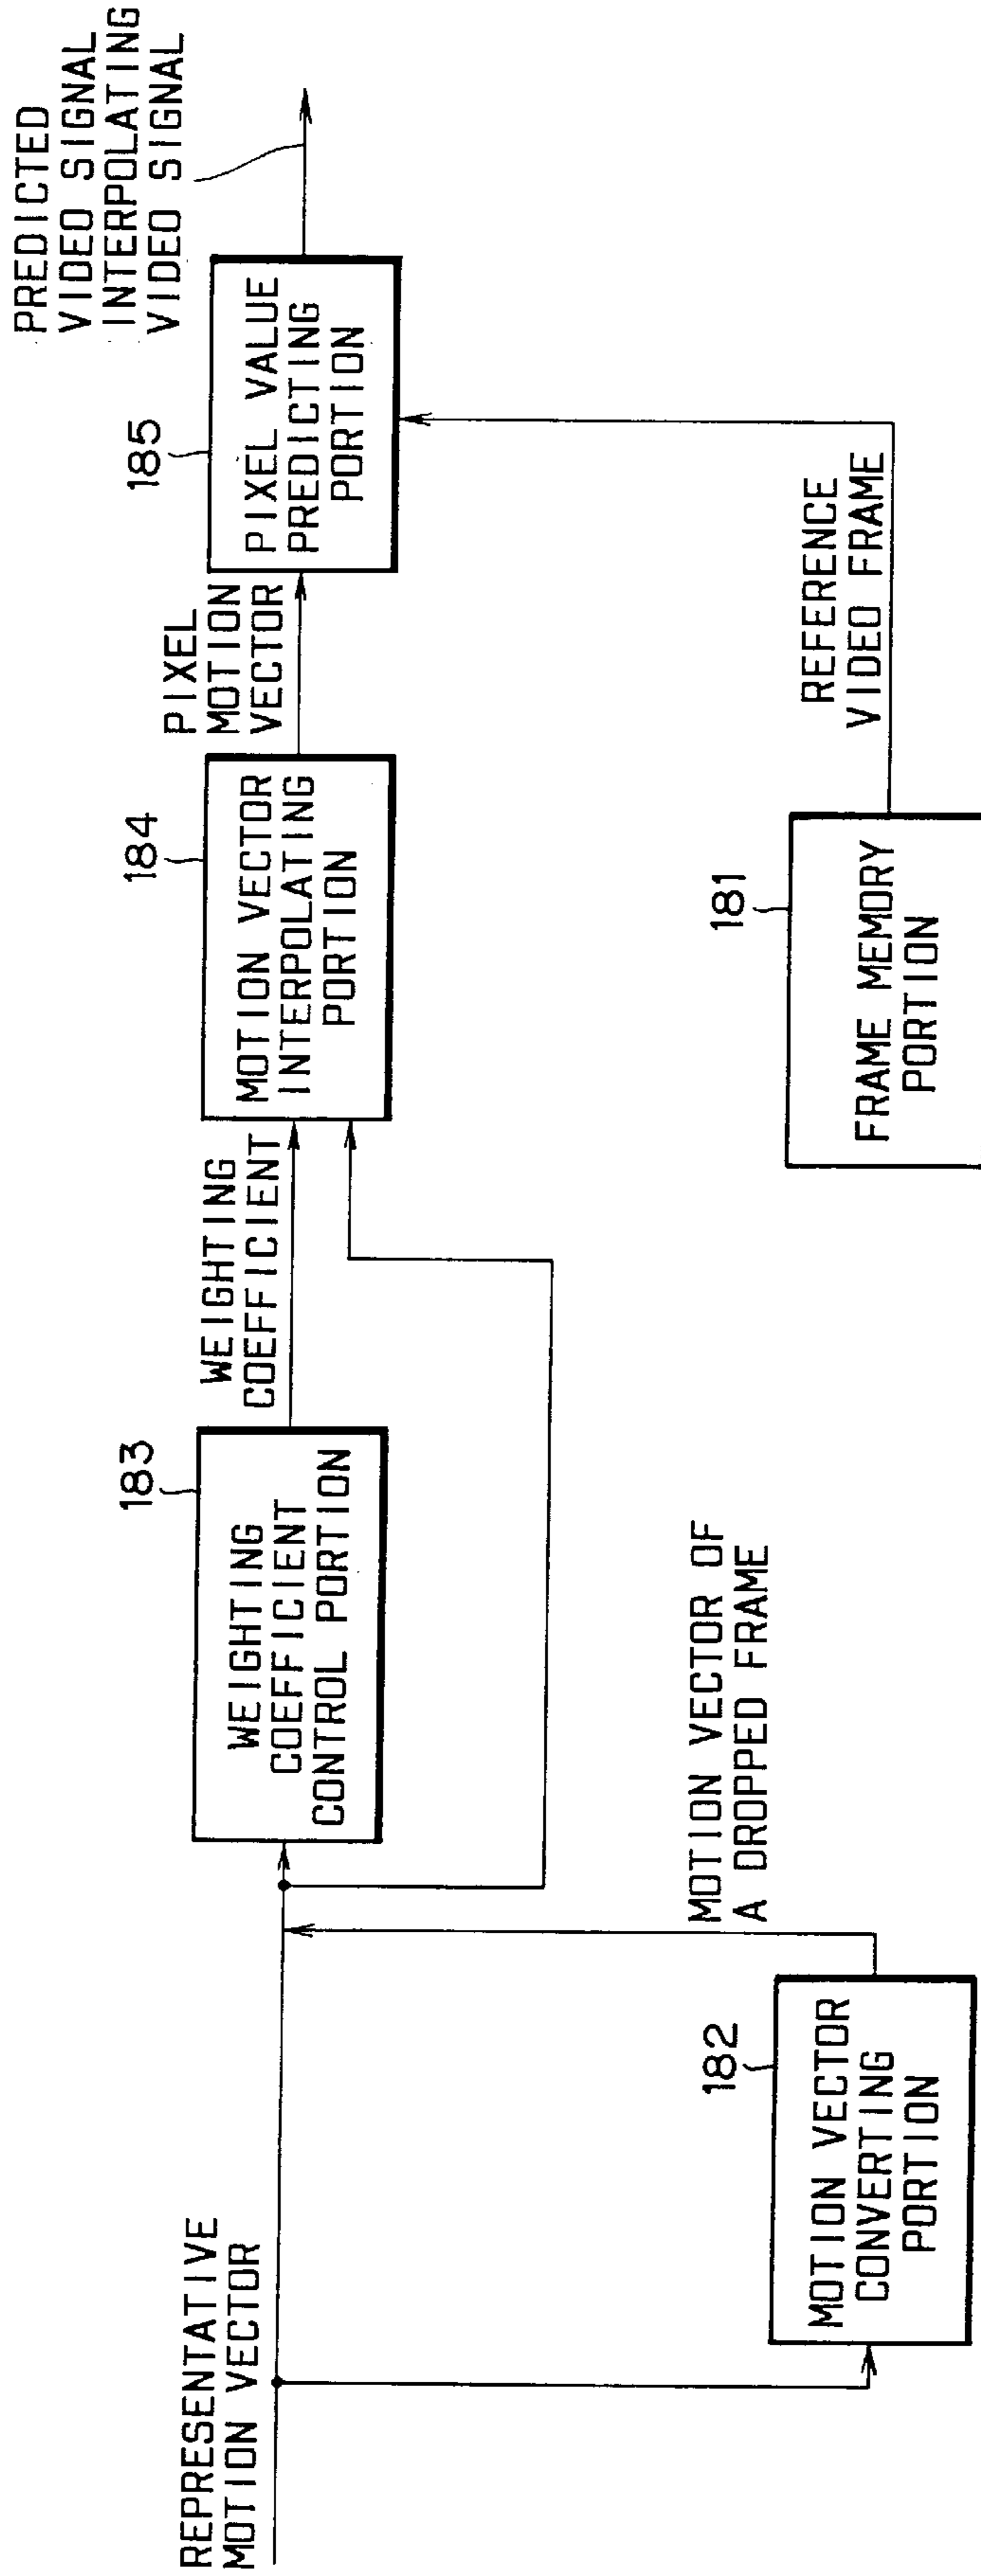 REPRESENTATIVE
MOTION VECTOR
182
MOTION VECTOR
CONVERTING
PORTION
MOTION VECTOR OF
A DROPPED FRAME
183
WEIGHTING
COEFFICIENT
CONTROL PORTION
WEIGHTING
COEFFICIENT
184
MOTION VECTOR
INTERPOLATING
PORTION
PIXEL
MOTION
VECTOR
181
FRAME MEMORY
PORTION
REFERENCE
VIDEO FRAME
185
PIXEL VALUE
PREDICTING
PORTION
PREDICTED
VIDEO SIGNAL
INTERPOLATING
VIDEO SIGNAL